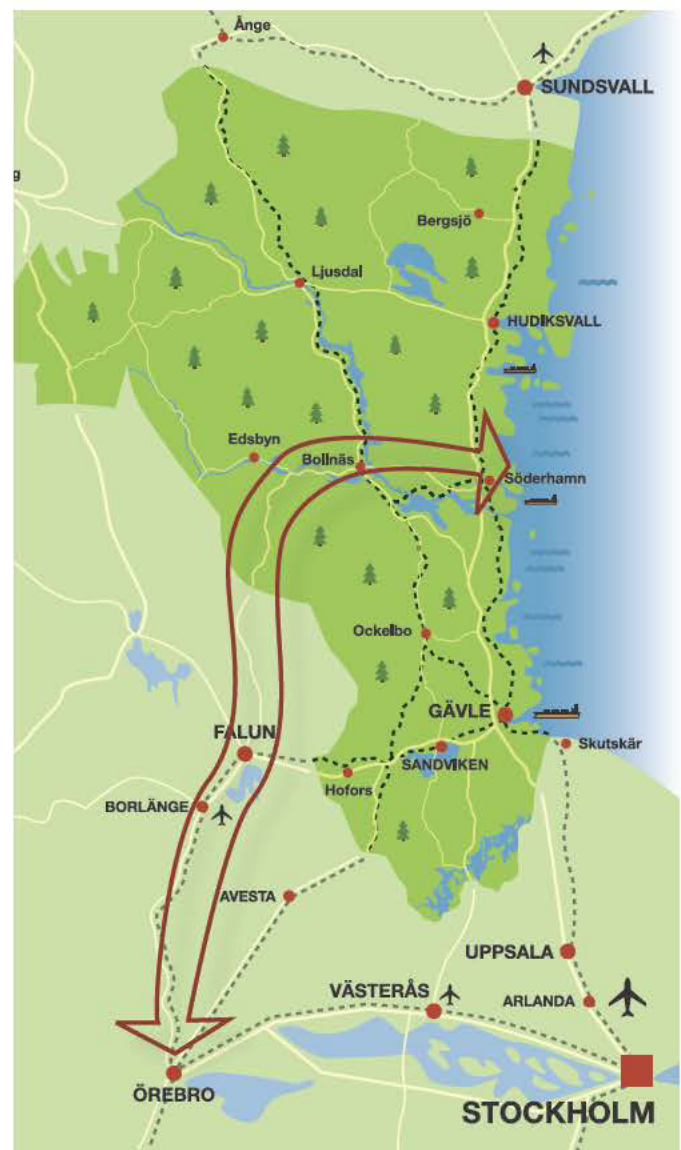 Ånge
SUNDSVALL
g
Bergsjö
Ljusdal
HUDIKSVALL
Edsbyn
Bollnäs
Söderhamn
Ockelbo
GÄVLE
FALUN
SANDVIKEN
Skutskär
Hofors
BORLÄNGE
AVESTA
UPPSALA
VÄSTERÅS
ARLANDA
ÖREBRO
STOCKHOLM